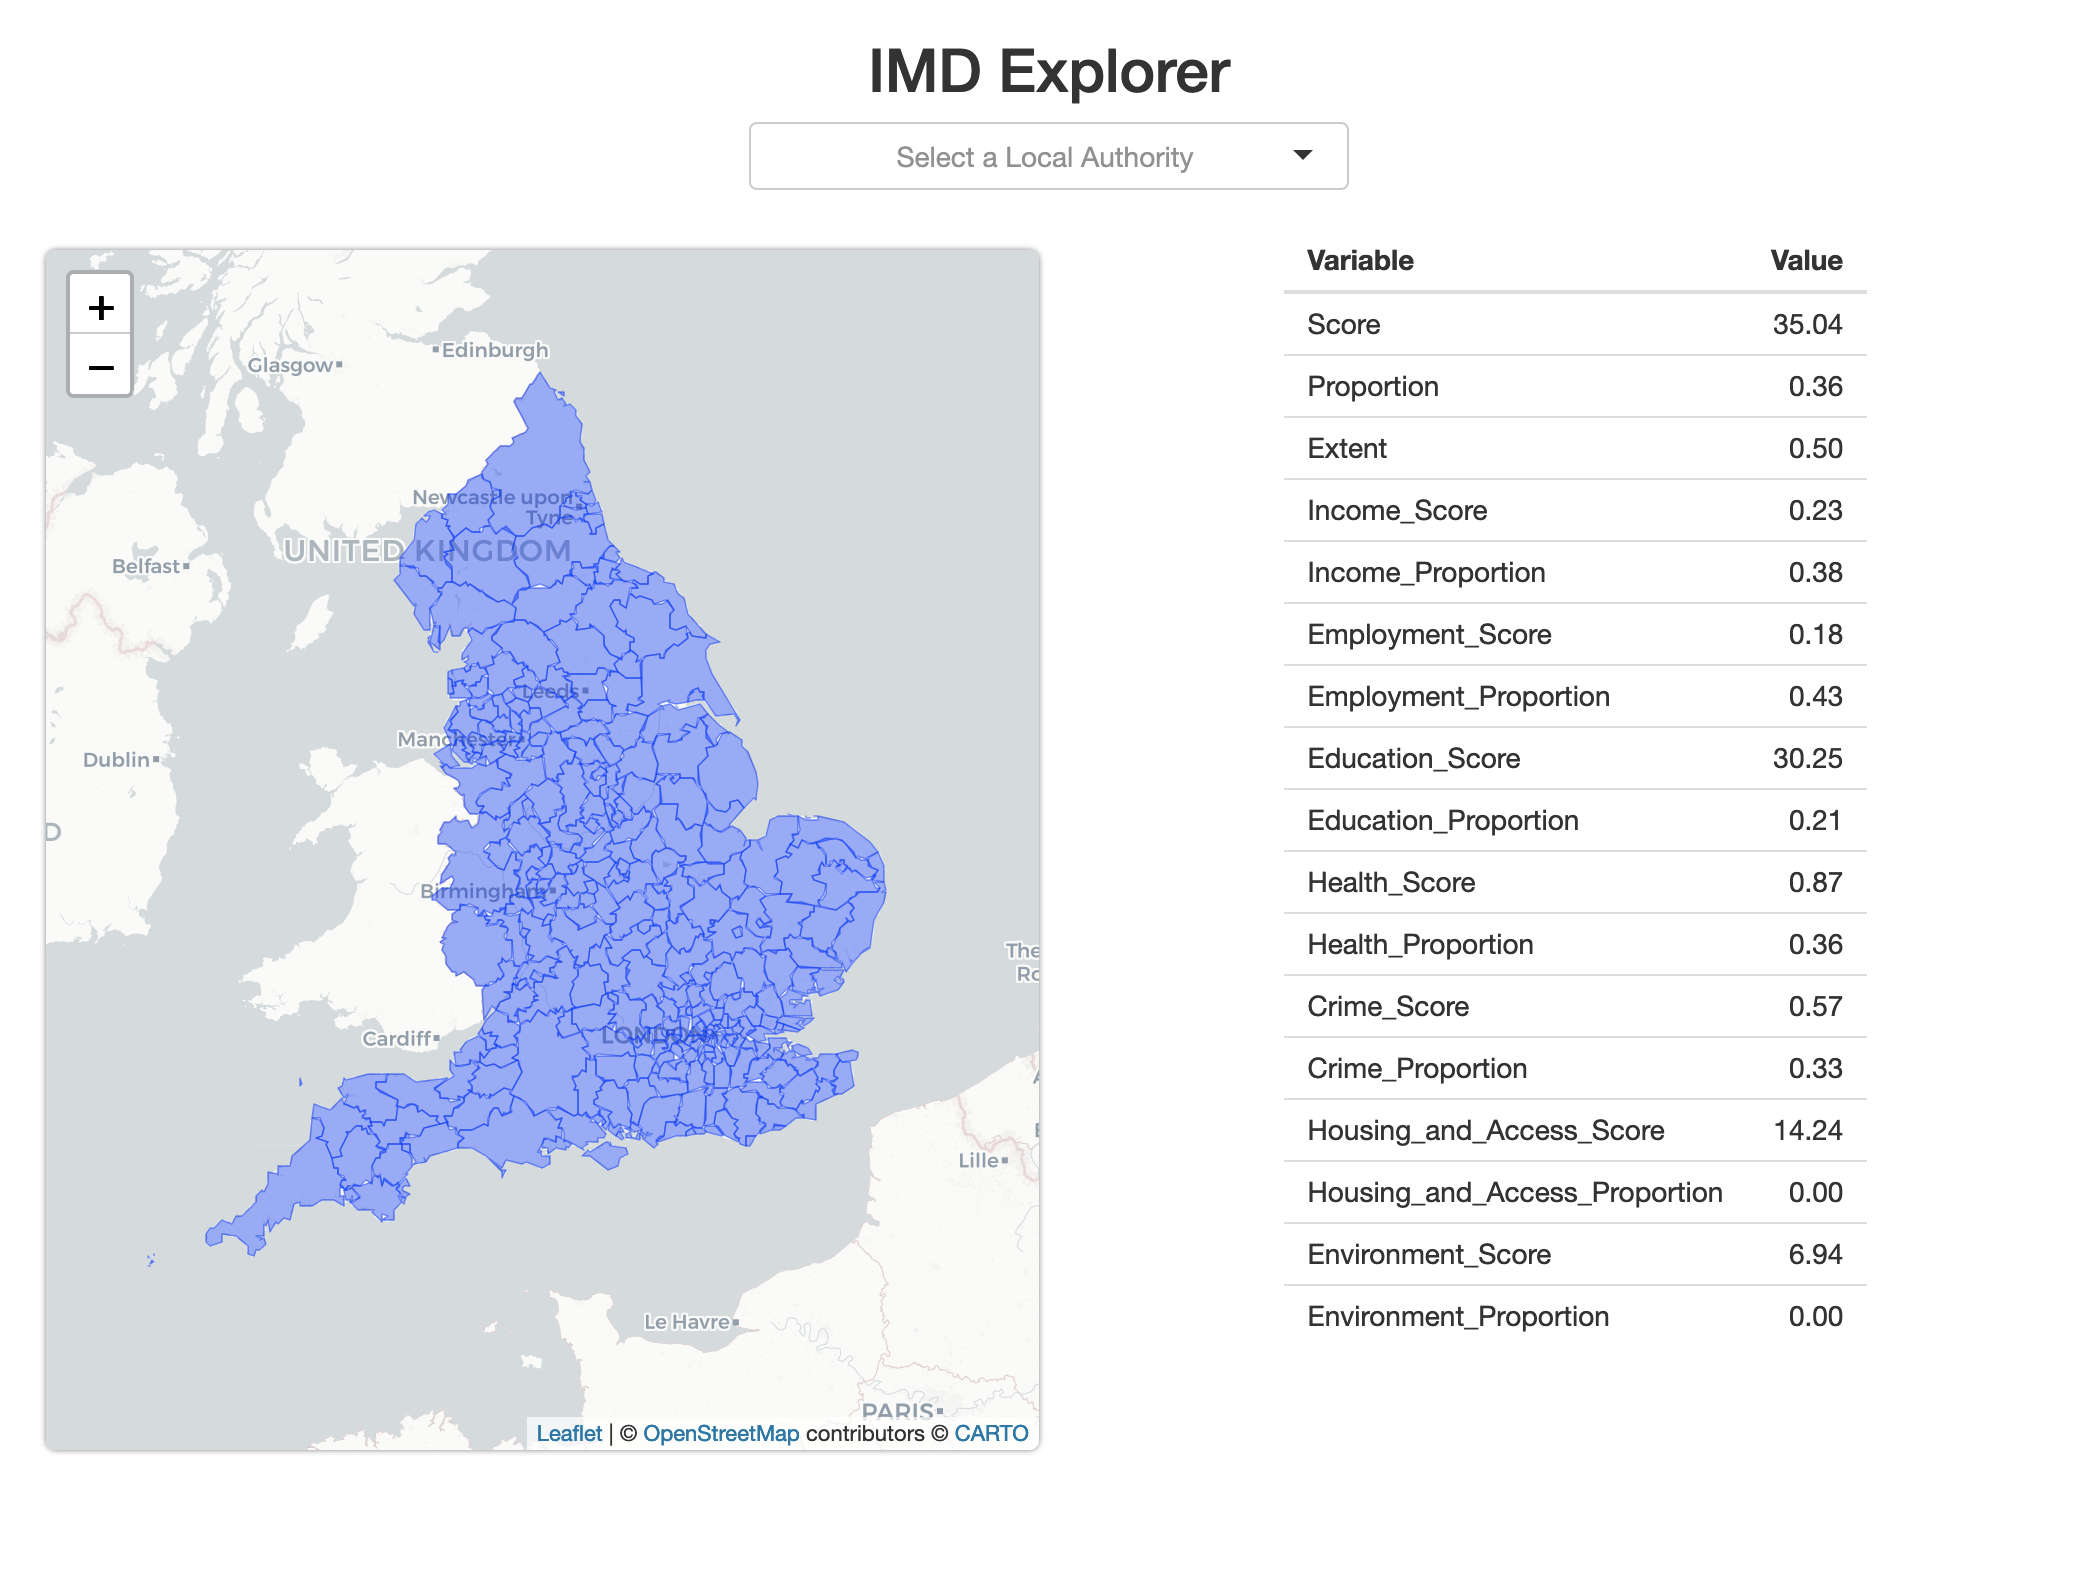 IMD Explorer
Select a Local Authority
+
−
Glasgow
Edinburgh
Newcastle upon
Tyne
UNITED KINGDOM
Belfast
Leeds
Manchester
Dublin
D
Birmingham
The
Cardiff
LONDON
Lille
Le Havre
PARIS
Leaflet | © OpenStreetMap contributors © CARTO
Variable Value
Score 35.04
Proportion 0.36
Extent 0.50
Income_Score 0.23
Income_Proportion 0.38
Employment_Score 0.18
Employment_Proportion 0.43
Education_Score 30.25
Education_Proportion 0.21
Health_Score 0.87
Health_Proportion 0.36
Crime_Score 0.57
Crime_Proportion 0.33
Housing_and_Access_Score 14.24
Housing_and_Access_Proportion 0.00
Environment_Score 6.94
Environment_Proportion 0.00